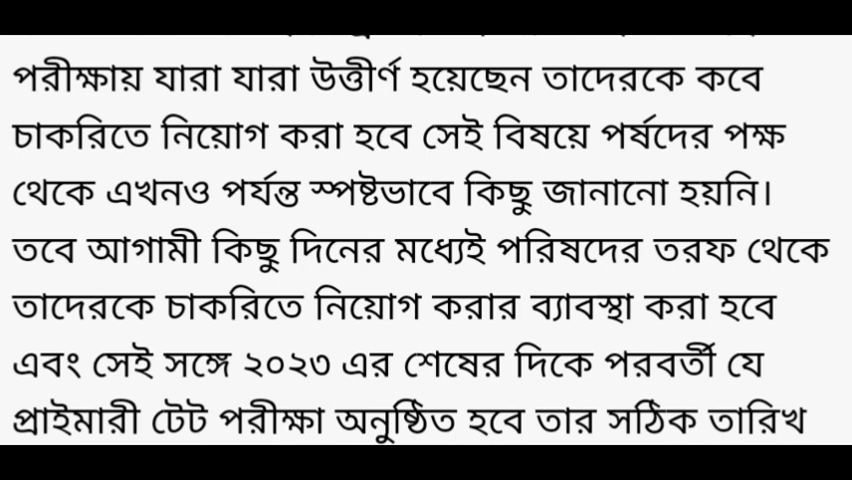 পরীক্ষায় যারা যারা উত্তীর্ণ হয়েছেন তাদেরকে কবে
চাকরিতে নিয়োগ করা হবে সেই বিষয়ে পর্ষদের পক্ষ
থেকে এখনও পর্যন্ত স্পষ্টভাবে কিছু জানানো হয়নি।
তবে আগামী কিছু দিনের মধ্যেই পরিষদের তরফ থেকে
তাদেরকে চাকরিতে নিয়োগ করার ব্যাবস্থা করা হবে
এবং সেই সঙ্গে ২০২৩ এর শেষের দিকে পরবর্তী যে
প্রাইমারী টেট পরীক্ষা অনুষ্ঠিত হবে তার সঠিক তারিখ